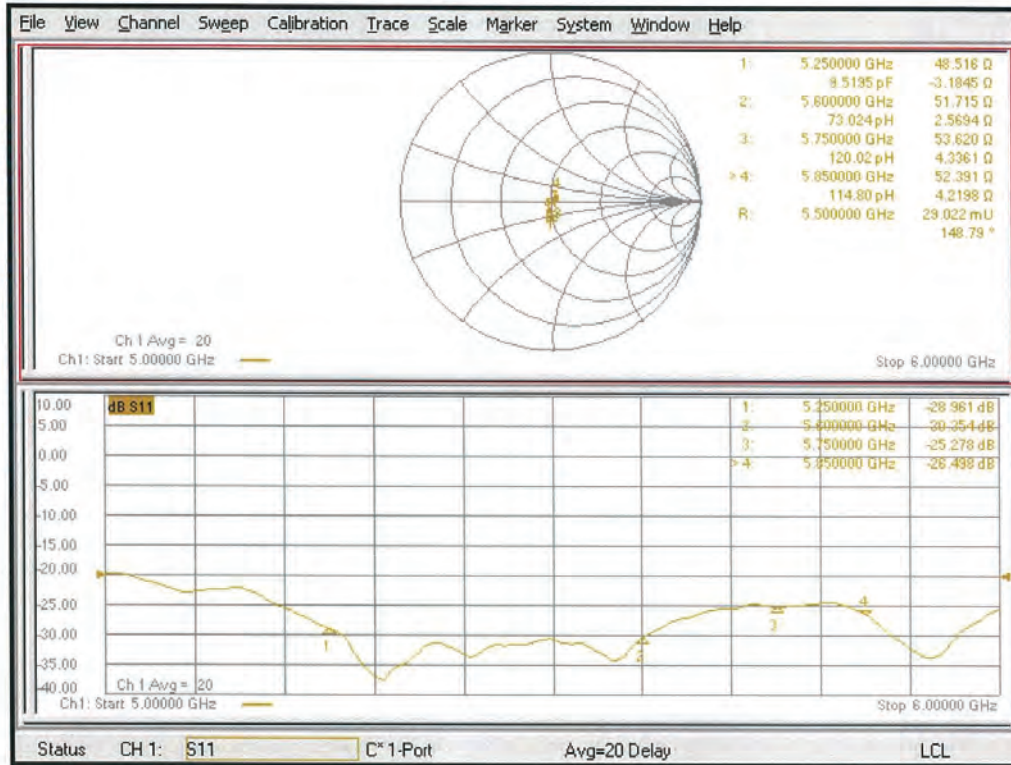 File View Channel Sweep Calibration Trace Scale Marker System Window Help
1: 5.250000 GHz 48.516 Ω
9.5195 pF -3.1845 Ω
2: 5.600000 GHz 51.715 Ω
73.024 pH 2.5694 Ω
3: 5.750000 GHz 53.620 Ω
120.02 pH 4.3361 Ω
>4: 5.850000 GHz 52.391 Ω
114.80 pH 4.2198 Ω
R: 5.500000 GHz 29.022 mU
148.79 °
Ch 1 Avg = 20
Ch1: Start 5.00000 GHz
Stop 6.00000 GHz
10.00
dB S11
5.00
0.00
-5.00
-10.00
-15.00
-20.00
-25.00
-30.00
-35.00
-40.00
1: 5.250000 GHz -28.961 dB
2: 5.600000 GHz -30.354 dB
3: 5.750000 GHz -25.278 dB
>4: 5.850000 GHz -26.498 dB
1
2
3
4
Ch 1 Avg = 20
Ch1: Start 5.00000 GHz
Stop 6.00000 GHz
Status CH 1: S11 C* 1-Port Avg=20 Delay LCL